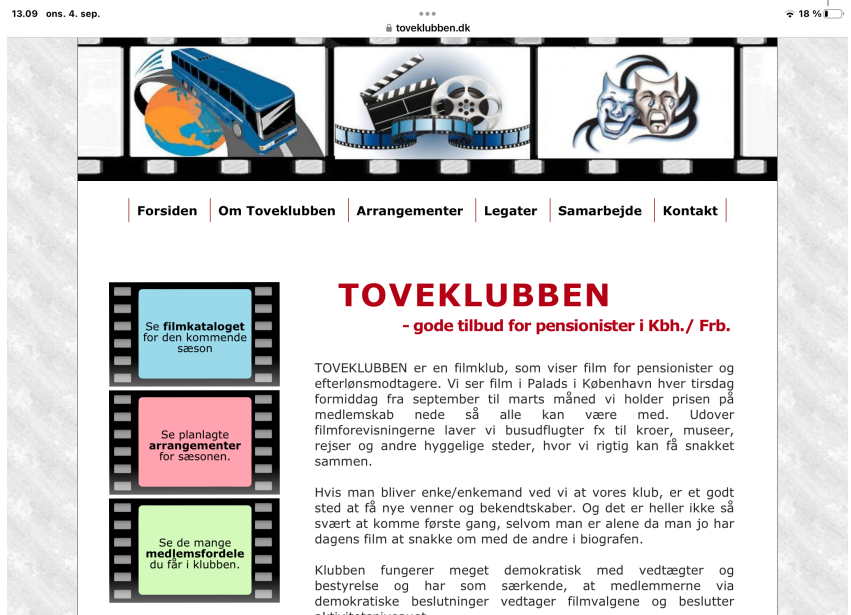 13.09 ons. 4. sep.
18 %
toveklubben.dk
Forsiden
Om Toveklubben
Arrangementer
Legater
Samarbejde
Kontakt
Se filmkataloget
for den kommende
sæson
Se planlagte
arrangementer
for sæsonen.
Se de mange
medlemsfordele
du får i klubben.
TOVEKLUBBEN
- gode tilbud for pensionister i Kbh./ Frb.
TOVEKLUBBEN er en filmklub, som viser film for pensionister og
efterlønsmodtagere. Vi ser film i Palads i København hver tirsdag
formiddag fra september til marts måned vi holder prisen på
medlemskab nede så alle kan være med. Udover
filmforevisningerne laver vi busudflugter fx til kroer, museer,
rejser og andre hyggelige steder, hvor vi rigtig kan få snakket
sammen.
Hvis man bliver enke/enkemand ved vi at vores klub, er et godt
sted at få nye venner og bekendtskaber. Og det er heller ikke så
svært at komme første gang, selvom man er alene da man jo har
dagens film at snakke om med de andre i biografen.
Klubben fungerer meget demokratisk med vedtægter og
bestyrelse og har som særkende, at medlemmerne via
demokratiske beslutninger vedtager filmvalgene og beslutter